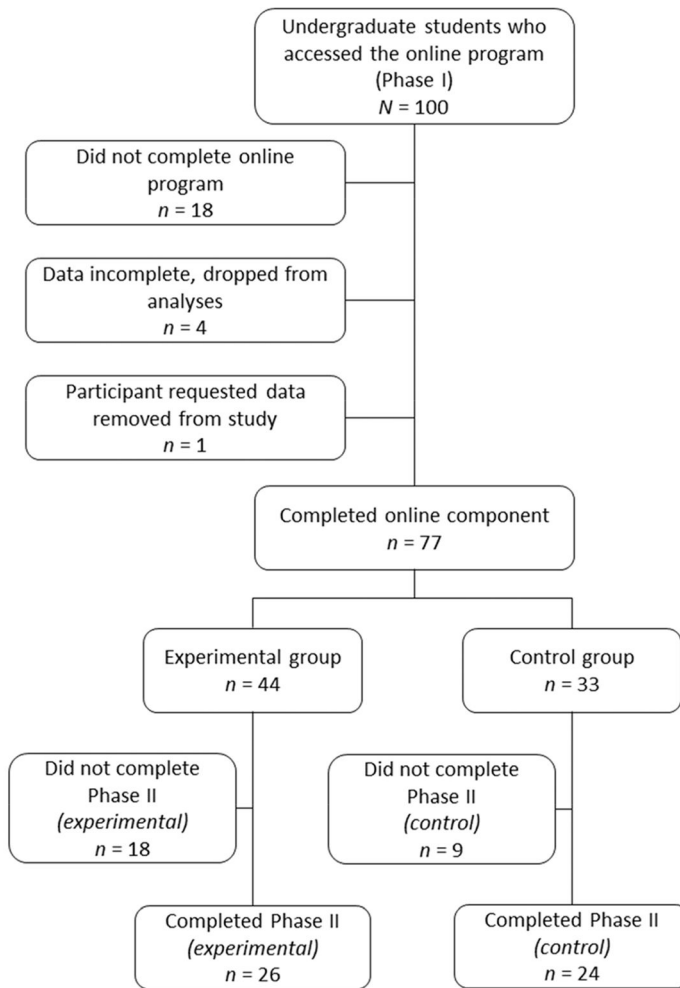 Undergraduate students who
accessed the online program
(Phase I)
N = 100
Did not complete online
program
n = 18
Data incomplete, dropped from
analyses
n = 4
Participant requested data
removed from study
n = 1
Completed online component
n = 77
Experimental group
n = 44
Control group
n = 33
Did not complete
Phase II
(experimental)
n = 18
Did not complete
Phase II
(control)
n = 9
Completed Phase II
(experimental)
n = 26
Completed Phase II
(control)
n = 24